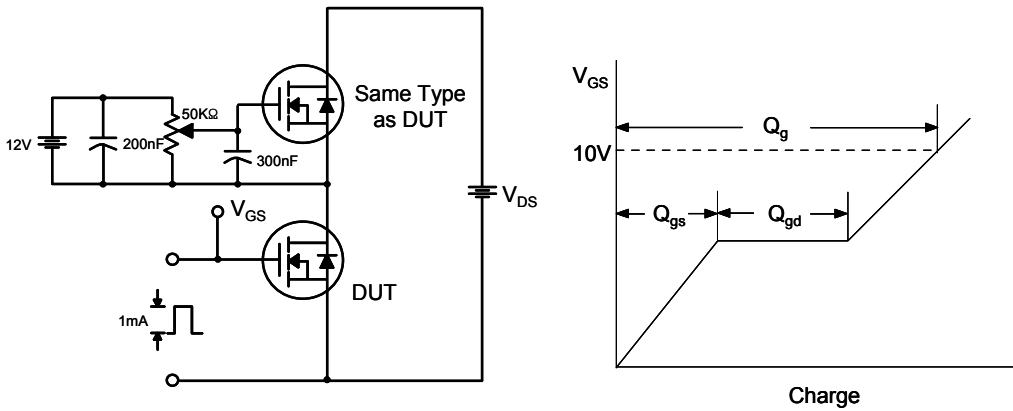 12V
200nF
50KΩ
300nF
Same Type
as DUT
V_DS
V_GS
DUT
1mA
V_GS
10V
Q_g
Q_gs
Q_gd
Charge